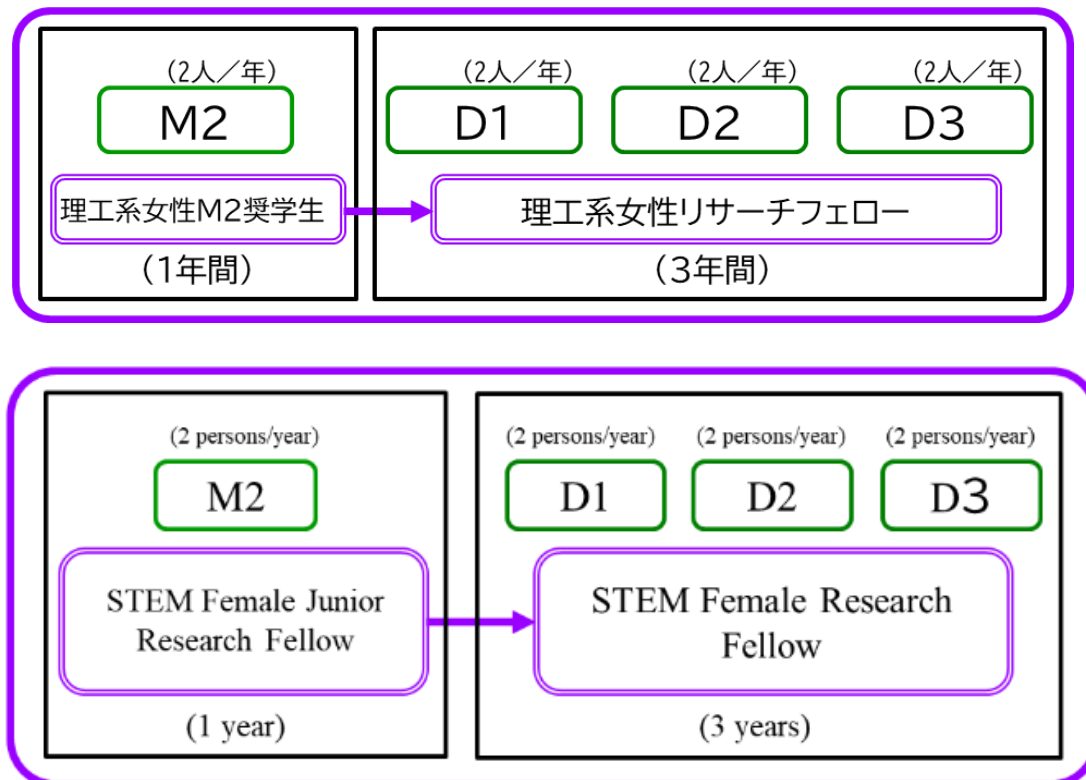 (2人／年)
M2
理工系女性M2奨学生
(1年間)
(2人／年) (2人／年) (2人／年)
D1 D2 D3
理工系女性リサーチフェロー
(3年間)
(2 persons/year)
M2
STEM Female Junior
Research Fellow
(1 year)
(2 persons/year) (2 persons/year) (2 persons/year)
D1 D2 D3
STEM Female Research
Fellow
(3 years)